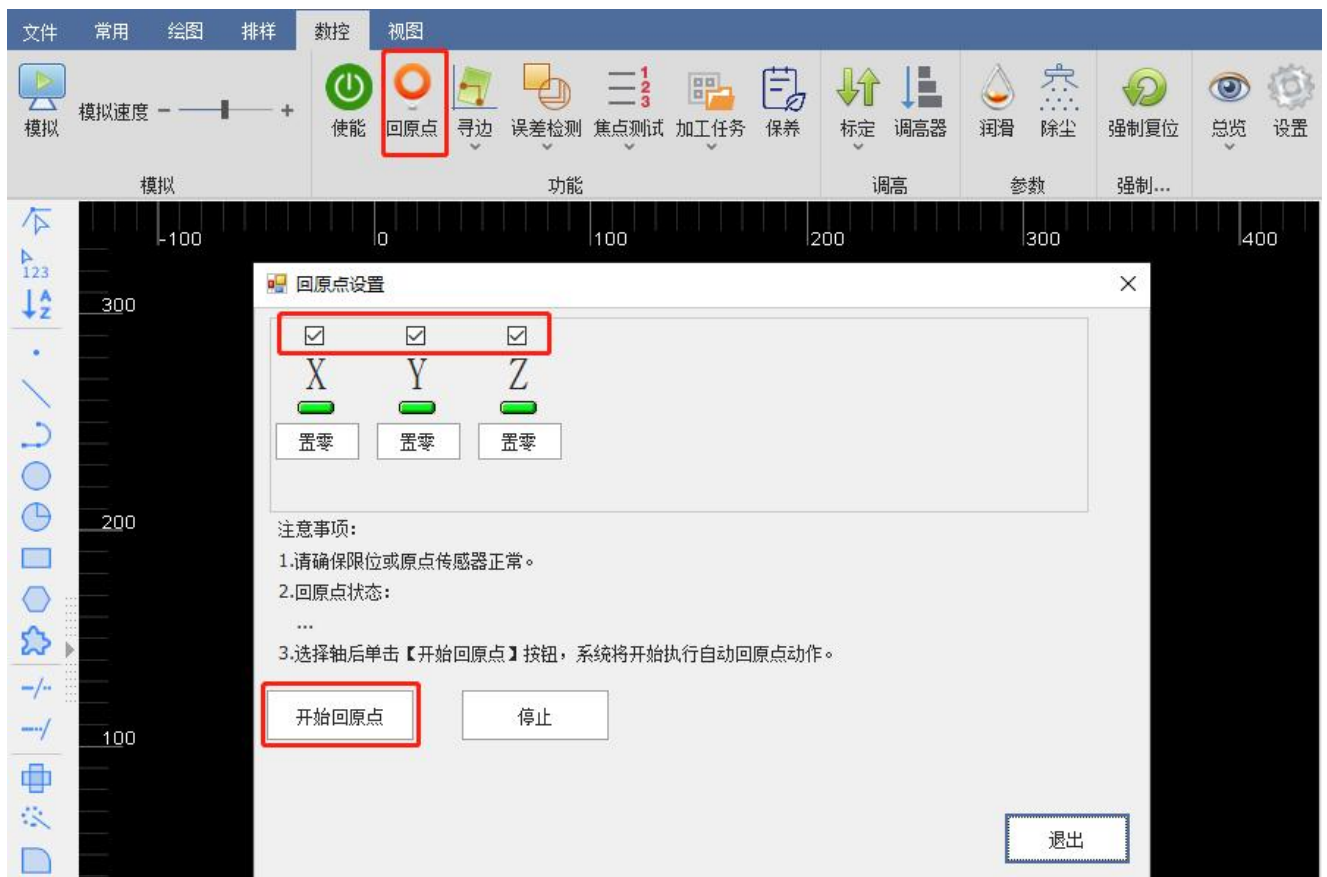 文件 常用 绘图 排样 数控 视图
模拟 模拟速度 - + 使能 回原点 寻边 误差检测 焦点测试 加工任务 保养 标定 调高器 润滑 除尘 强制复位 总览 设置
模拟 功能 调高 参数 强制...
-100 0 100 200 300 400
123
A
Z
300
200
100
回原点设置
X Y Z
置零 置零 置零
注意事项:
1.请确保限位或原点传感器正常。
2.回原点状态:
...
3.选择轴后单击【开始回原点】按钮，系统将开始执行自动回原点动作。
开始回原点 停止
退出